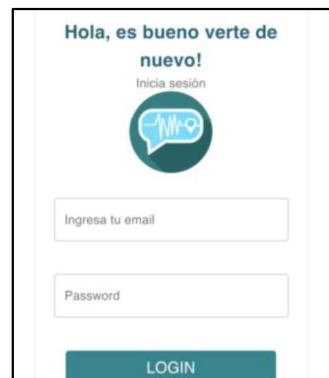 Hola, es bueno verte de
nuevo!
Inicia sesión
Ingresa tu email
Password
LOGIN